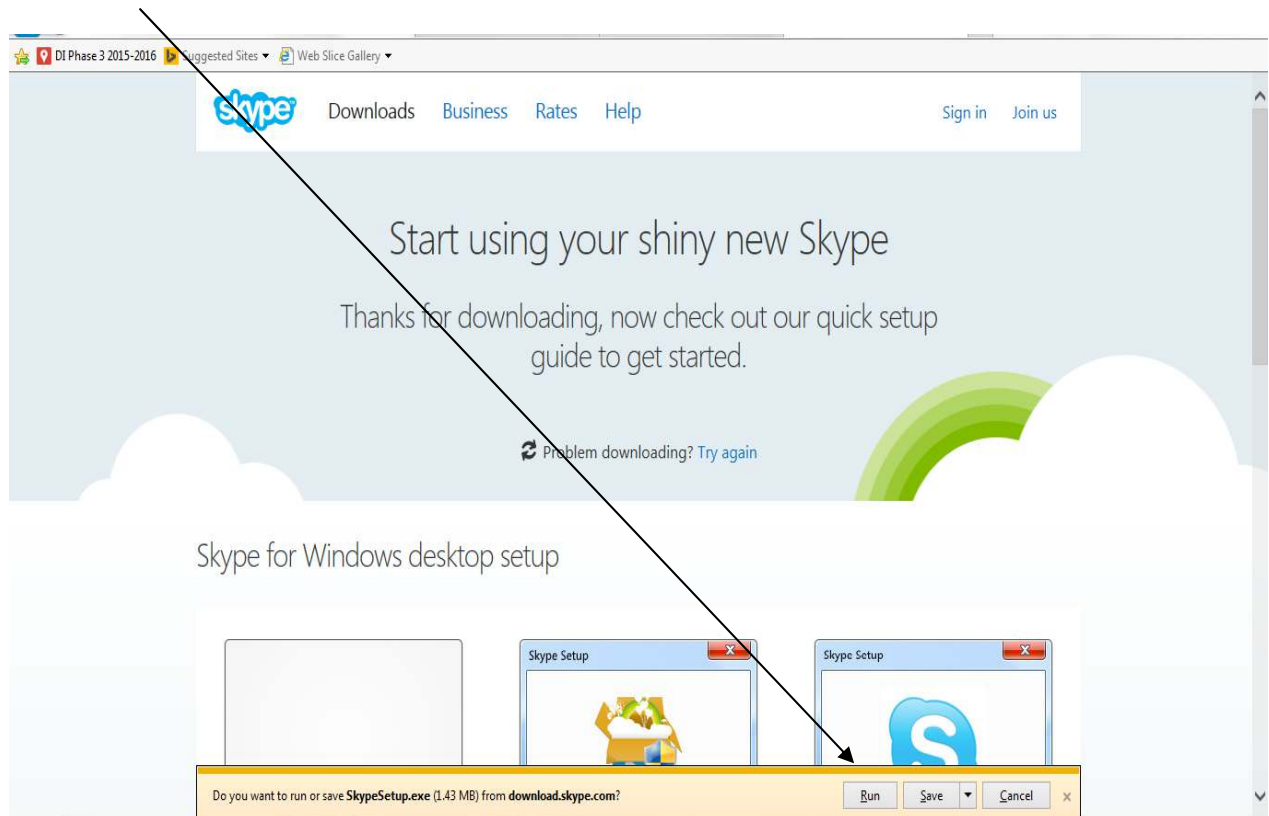 DI Phase 3 2015-2016 Suggested Sites Web Slice Gallery
skype Downloads Business Rates Help Sign in Join us
Start using your shiny new Skype
Thanks for downloading, now check out our quick setup
guide to get started.
Problem downloading? Try again
Skype for Windows desktop setup
Skype Setup x Skype Setup x
S
Do you want to run or save SkypeSetup.exe (1.43 MB) from download.skype.com? Run Save Cancel x